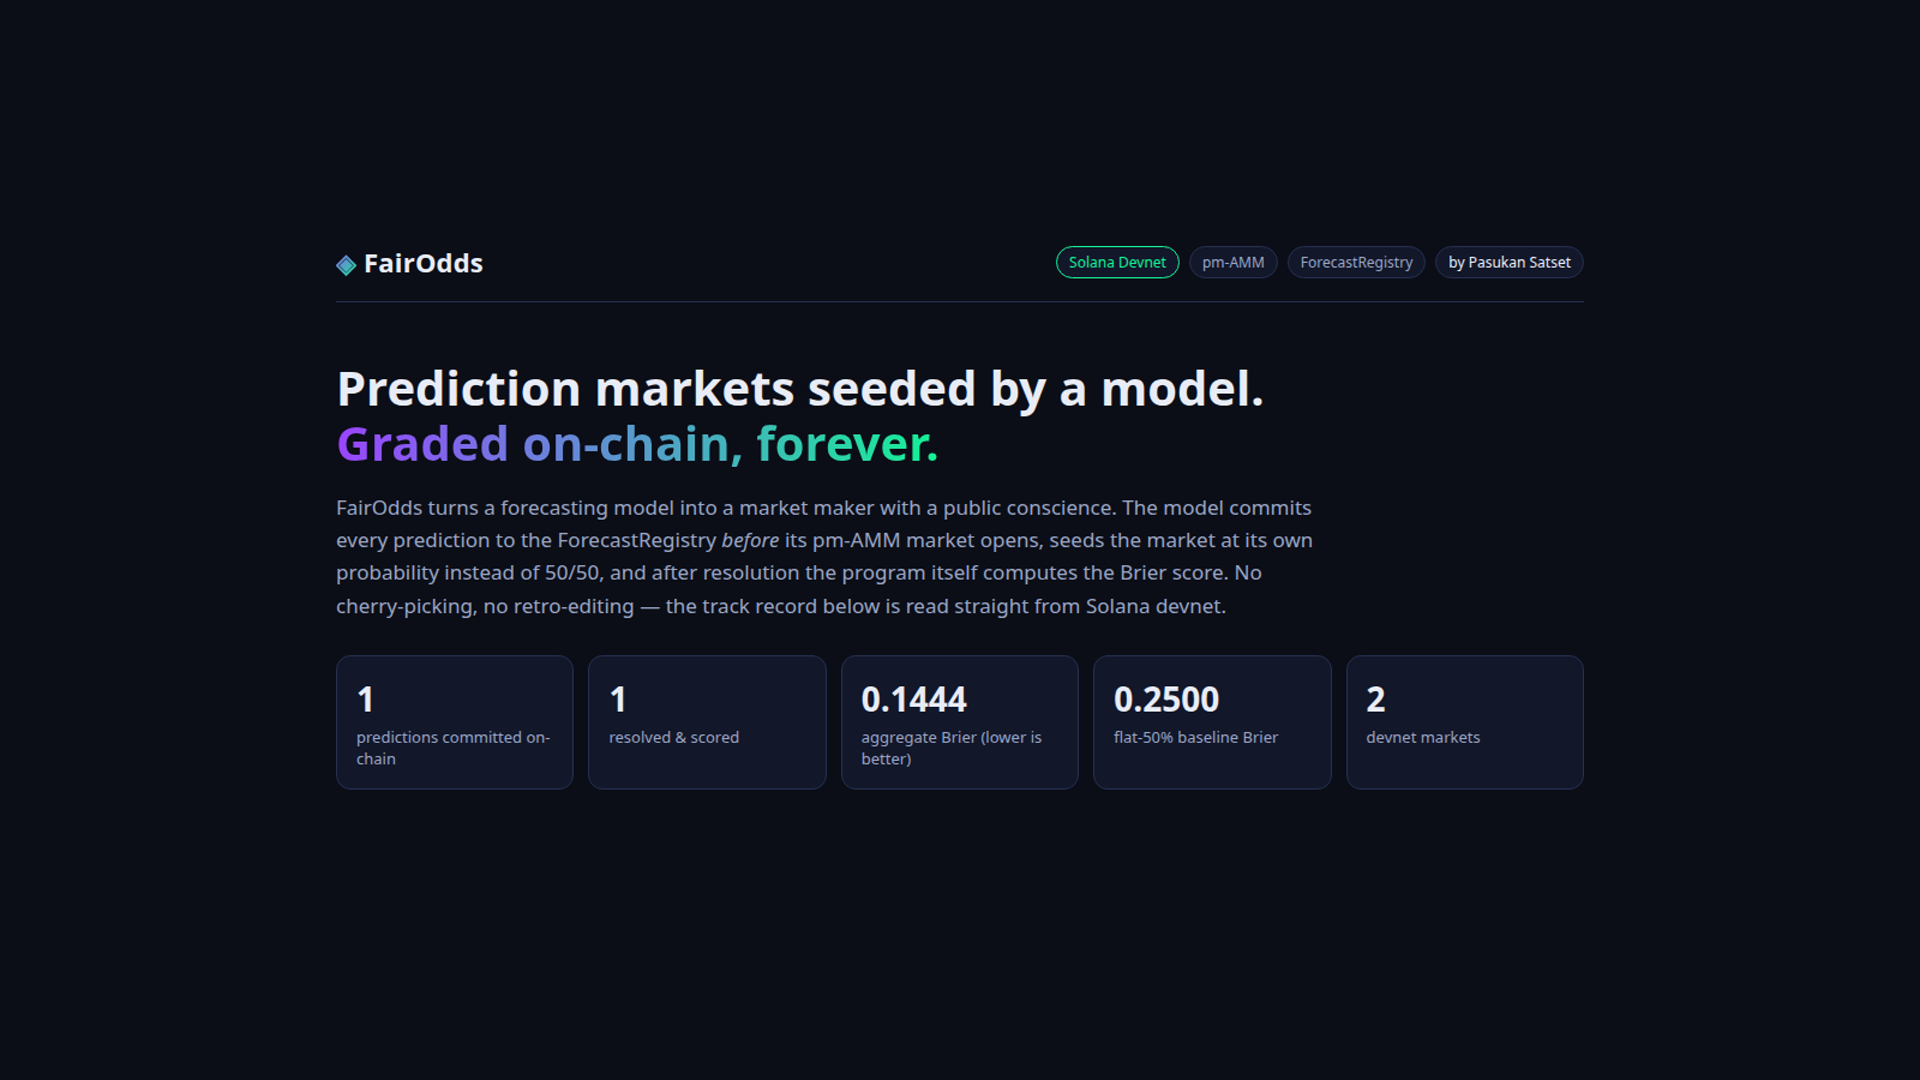 FairOdds
Solana Devnet
pm-AMM
ForecastRegistry
by Pasukan Satset
Prediction markets seeded by a model.
Graded on-chain, forever.
FairOdds turns a forecasting model into a market maker with a public conscience. The model commits
every prediction to the ForecastRegistry before its pm-AMM market opens, seeds the market at its own
probability instead of 50/50, and after resolution the program itself computes the Brier score. No
cherry-picking, no retro-editing — the track record below is read straight from Solana devnet.
1
predictions committed on-
chain
1
resolved & scored
0.1444
aggregate Brier (lower is
better)
0.2500
flat-50% baseline Brier
2
devnet markets